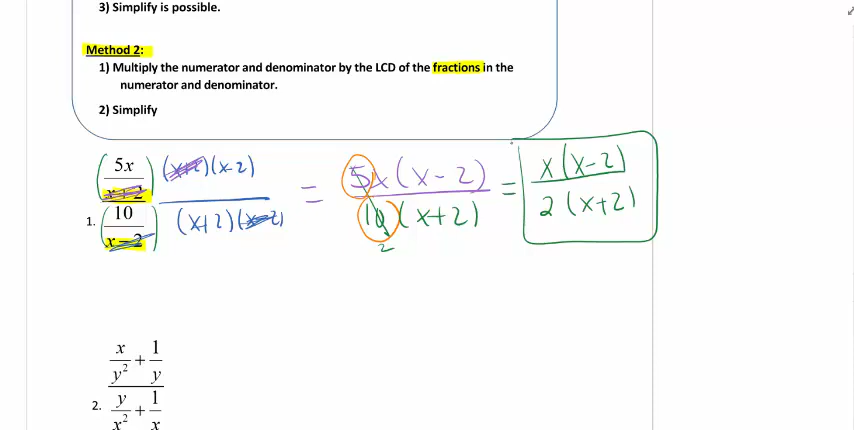 3) Simplify is possible.
Method 2:
1) Multiply the numerator and denominator by the LCD of the fractions in the
numerator and denominator.
2) Simplify
1. (5x/(x+2))/(10/(x−2)) (x+2)(x-2)/(x+2)(x-2) = 5x(x-2)/10(x+2) 2 = x(x-2)/2(x+2)
2. (x/y² + 1/y)/(y/x² + 1/x)